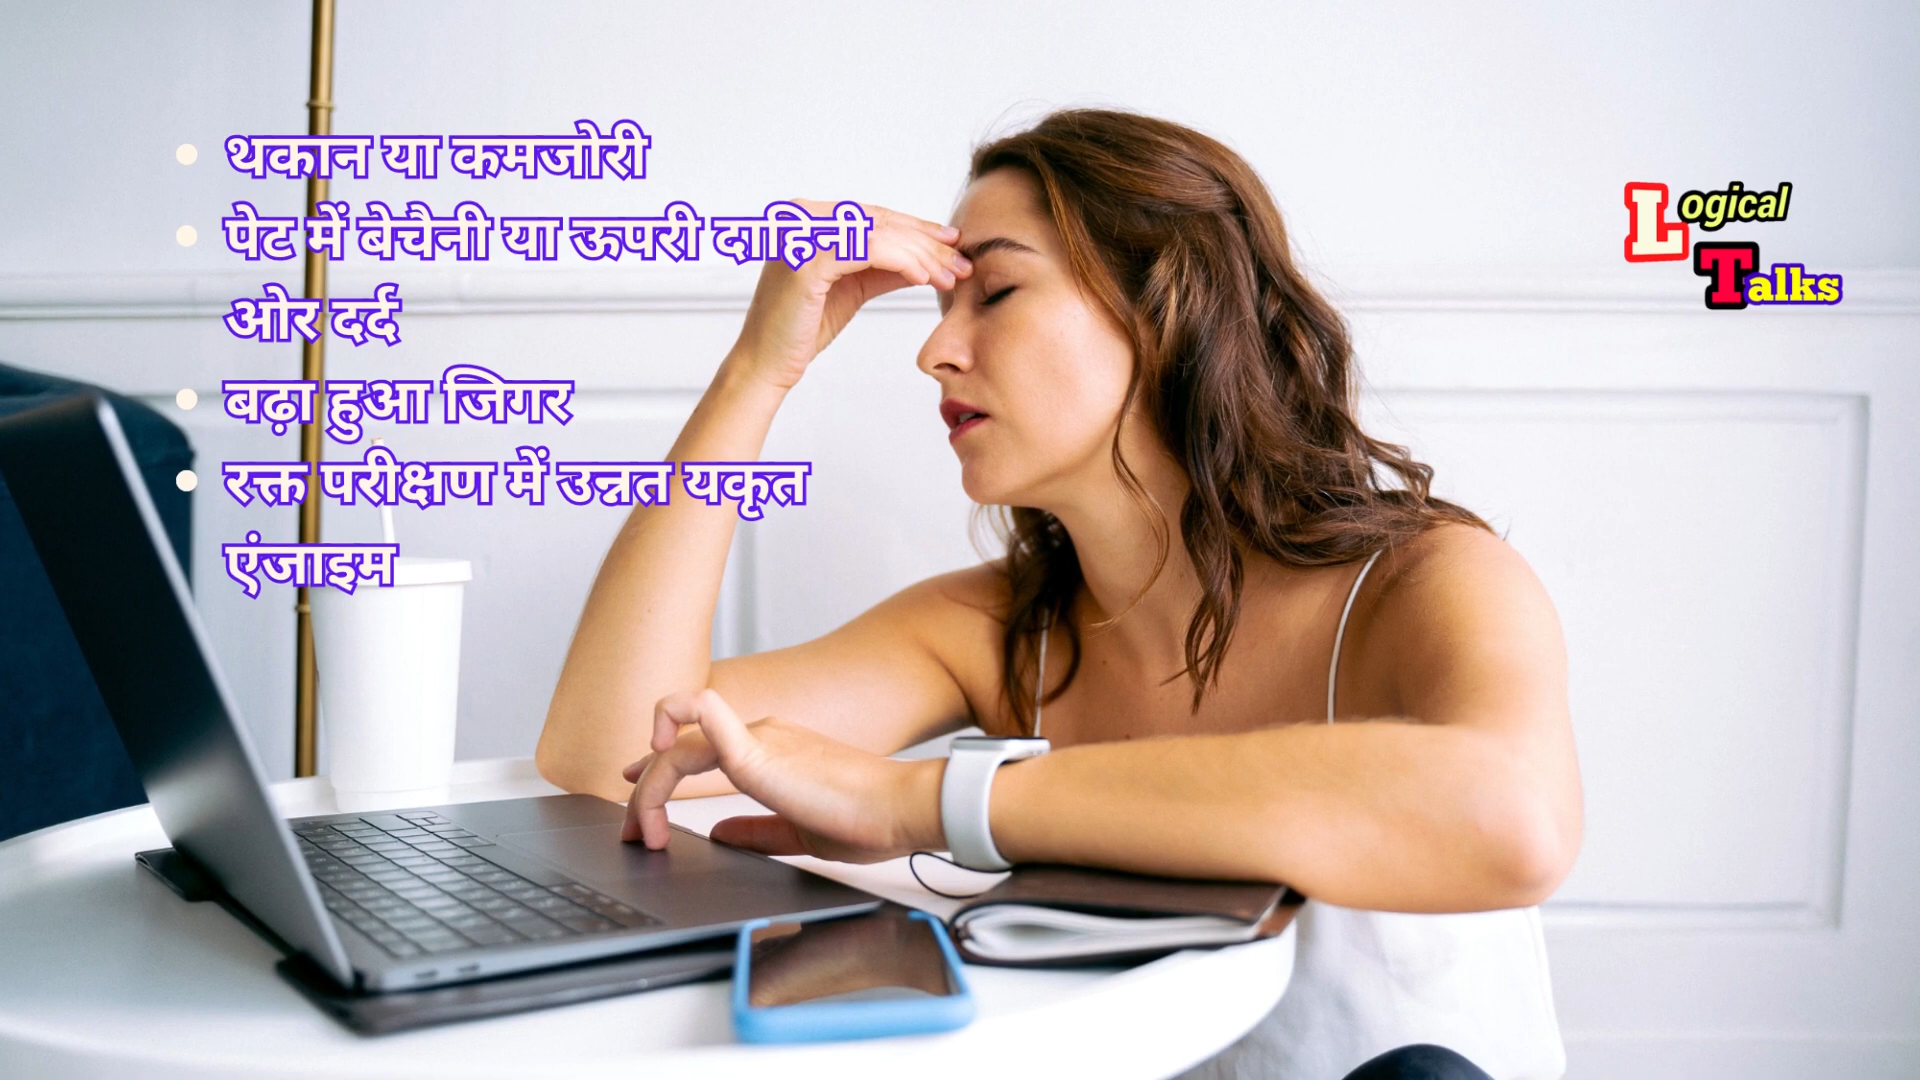 • थकान या कमजोरी
• पेट में बेचैनी या ऊपरी दाहिनी
ओर दर्द
• बढ़ा हुआ जिगर
• रक्त परीक्षण में उन्नत यकृत
एंजाइम
Logical
Talks